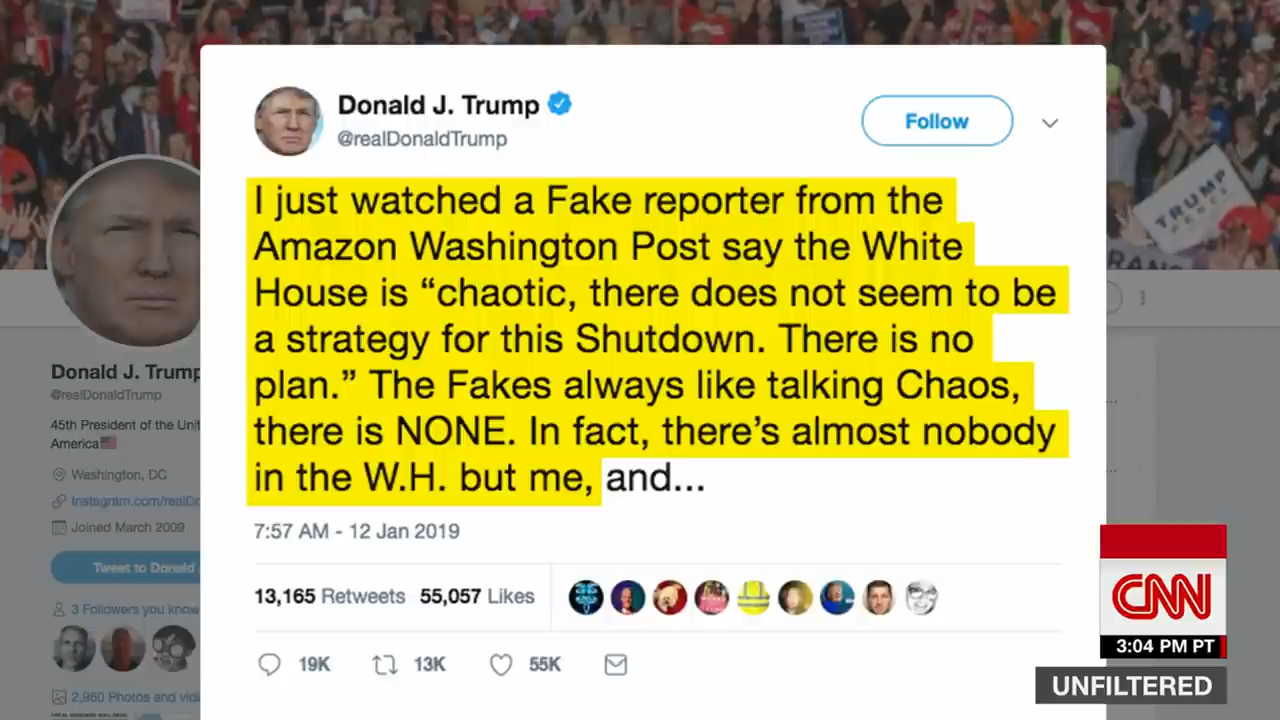 Donald J. Trump
@realDonaldTrump
Follow
I just watched a Fake reporter from the
Amazon Washington Post say the White
House is “chaotic, there does not seem to be
a strategy for this Shutdown. There is no
plan.” The Fakes always like talking Chaos,
there is NONE. In fact, there’s almost nobody
in the W.H. but me, and...
7:57 AM - 12 Jan 2019
13,165 Retweets 55,057 Likes
19K 13K 55K
Donald J. Trump
@realDonaldTrump
45th President of the
America
Washington, DC
Joined March 2009
Tweet to Donald
3 Followers you know
2,960 Photos and
TRUMP
CNN
3:04 PM PT
UNFILTERED